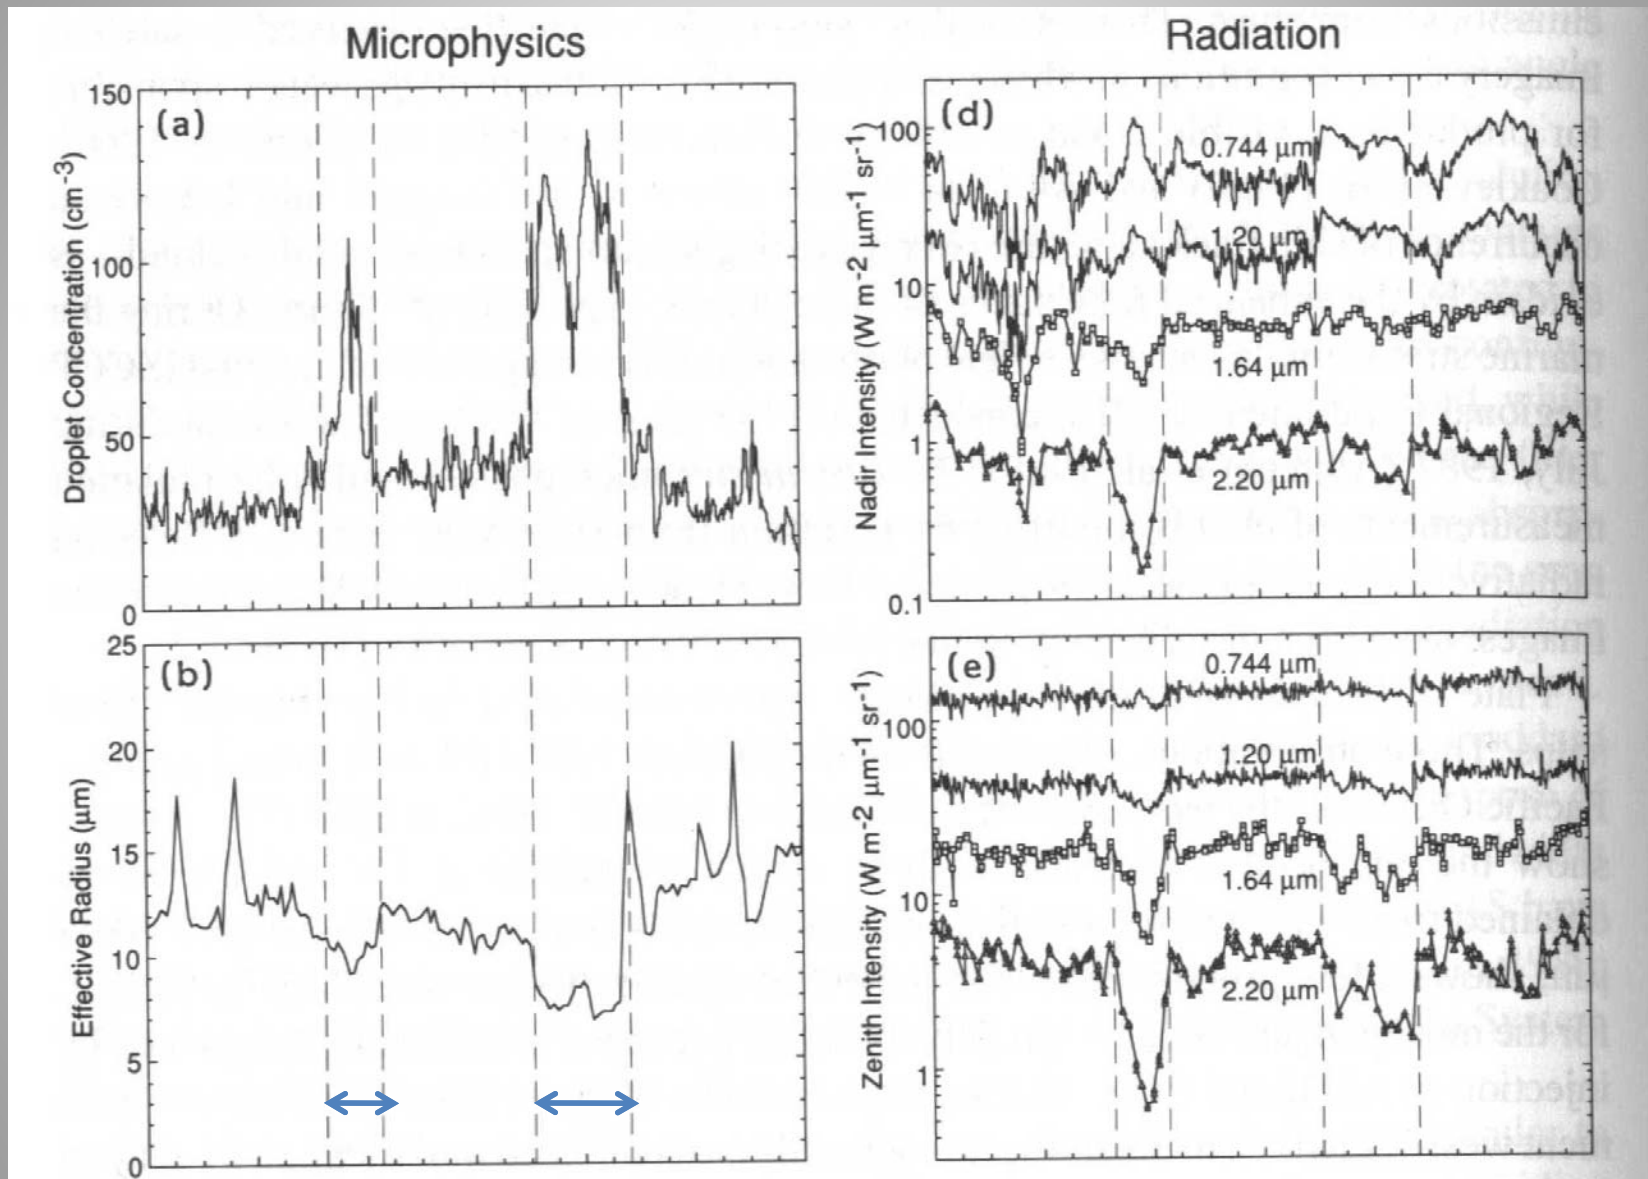 Microphysics
Radiation
(a)
Droplet Concentration (cm-3)
150
100
50
0
(b)
Effective Radius (µm)
25
20
15
10
5
0
(d)
Nadir Intensity (W m-2 µm-1 sr-1)
100
10
1
0.1
0.744 µm
1.20 µm
1.64 µm
2.20 µm
(e)
Zenith Intensity (W m-2 µm-1 sr-1)
100
10
1
0.744 µm
1.20 µm
1.64 µm
2.20 µm